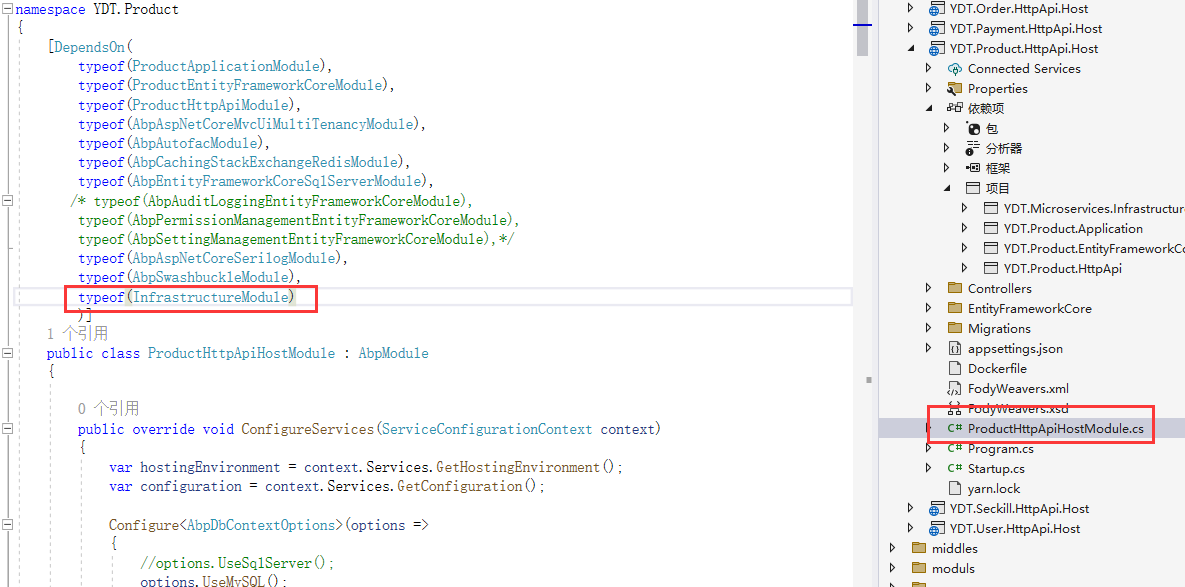 namespace YDT.Product
{
[DependsOn(
typeof(ProductApplicationModule),
typeof(ProductEntityFrameworkCoreModule),
typeof(ProductHttpApiModule),
typeof(AbpAspNetCoreMvcUiMultiTenancyModule),
typeof(AbpAutofacModule),
typeof(AbpCachingStackExchangeRedisModule),
typeof(AbpEntityFrameworkCoreSqlServerModule),
/* typeof(AbpAuditLoggingEntityFrameworkCoreModule),
typeof(AbpPermissionManagementEntityFrameworkCoreModule),
typeof(AbpSettingManagementEntityFrameworkCoreModule),*/
typeof(AbpAspNetCoreSerilogModule),
typeof(AbpSwashbuckleModule),
typeof(InfrastructureModule)
)]
1 个引用
public class ProductHttpApiHostModule : AbpModule
{
0 个引用
public override void ConfigureServices(ServiceConfigurationContext context)
{
var hostingEnvironment = context.Services.GetHostingEnvironment();
var configuration = context.Services.GetConfiguration();
Configure<AbpDbContextOptions>(options =>
{
//options.UseSqlServer();
options.UseMySQL();
YDT.Order.HttpApi.Host
YDT.Payment.HttpApi.Host
YDT.Product.HttpApi.Host
Connected Services
Properties
依赖项
包
分析器
框架
项目
YDT.Microservices.Infrastructure
YDT.Product.Application
YDT.Product.EntityFrameworkCo
YDT.Product.HttpApi
Controllers
EntityFrameworkCore
Migrations
appsettings.json
Dockerfile
FodyWeavers.xml
FodyWeavers.xsd
C# ProductHttpApiHostModule.cs
C# Program.cs
C# Startup.cs
yarn.lock
YDT.Seckill.HttpApi.Host
YDT.User.HttpApi.Host
middles
moduls